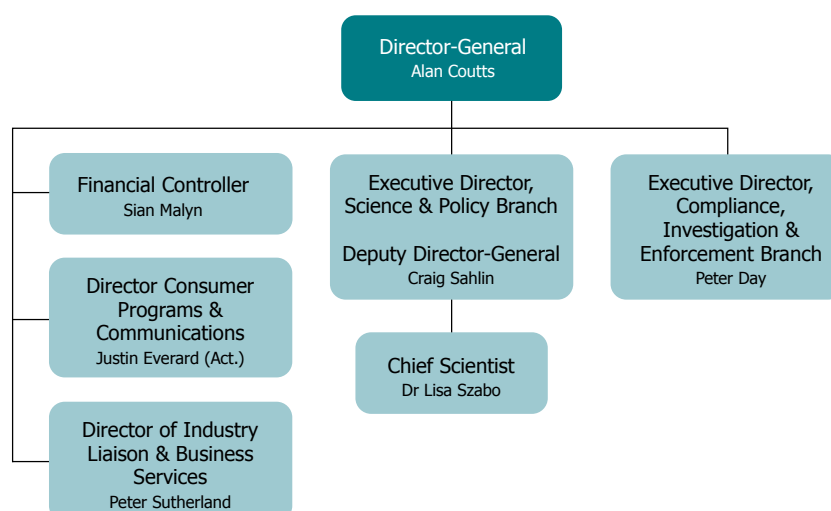 Director-General
Alan Coutts
Financial Controller
Sian Malyn
Director Consumer
Programs &
Communications
Justin Everard (Act.)
Director of Industry
Liaison & Business
Services
Peter Sutherland
Executive Director,
Science & Policy Branch
Deputy Director-General
Craig Sahlin
Chief Scientist
Dr Lisa Szabo
Executive Director,
Compliance,
Investigation &
Enforcement Branch
Peter Day